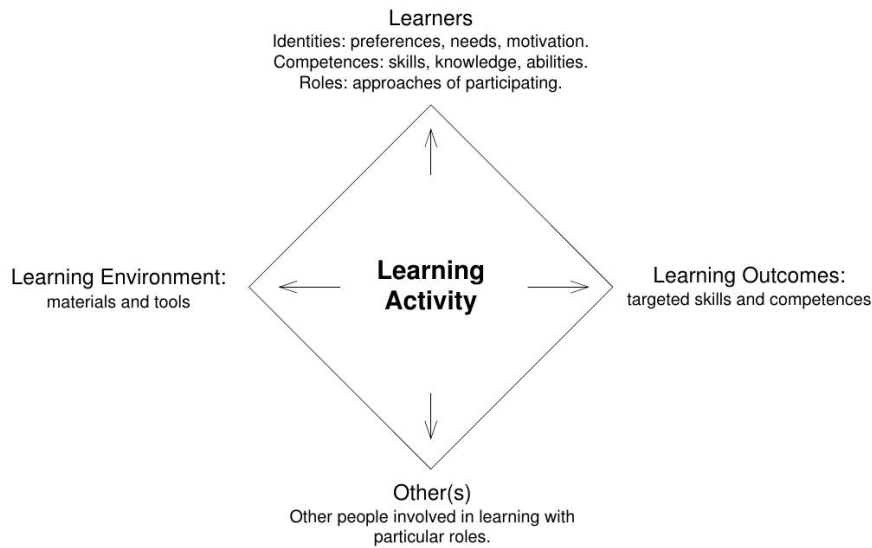 Learners
Identities: preferences, needs, motivation.
Competences: skills, knowledge, abilities.
Roles: approaches of participating.
Learning Environment:
materials and tools
Learning
Activity
Learning Outcomes:
targeted skills and competences
Other(s)
Other people involved in learning with
particular roles.